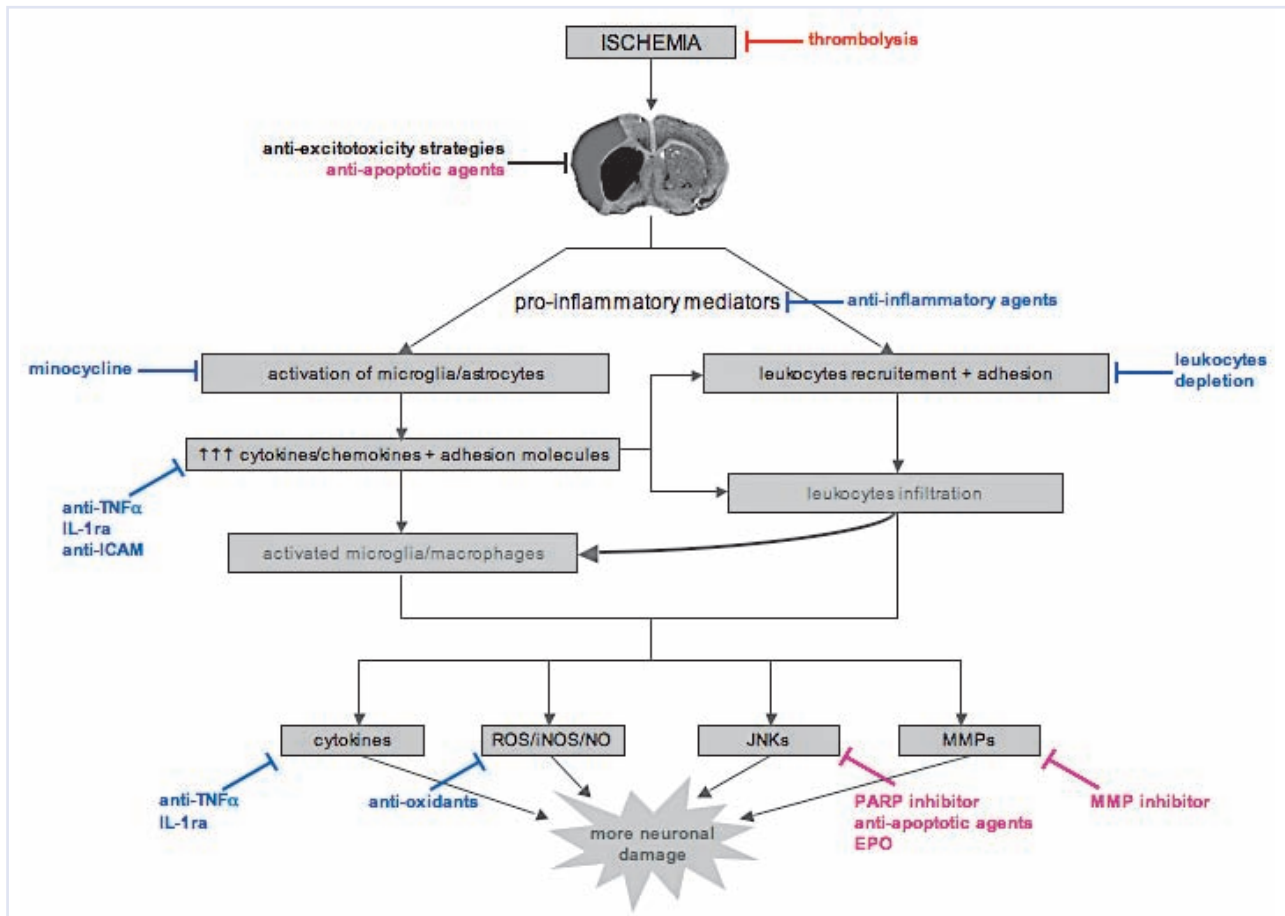 ISCHEMIA
thrombolysis
anti-excitotoxicity strategies
anti-apoptotic agents
pro-inflammatory mediators
anti-inflammatory agents
minocycline
activation of microglia/astrocytes
leukocytes recruitement + adhesion
leukocytes
depletion
↑↑↑ cytokines/chemokines + adhesion molecules
leukocytes infiltration
anti-TNFα
IL-1ra
anti-ICAM
activated microglia/macrophages
cytokines
ROS/iNOS/NO
JNKs
MMPs
anti-TNFα
IL-1ra
anti-oxidants
more neuronal
damage
PARP inhibitor
anti-apoptotic agents
EPO
MMP inhibitor